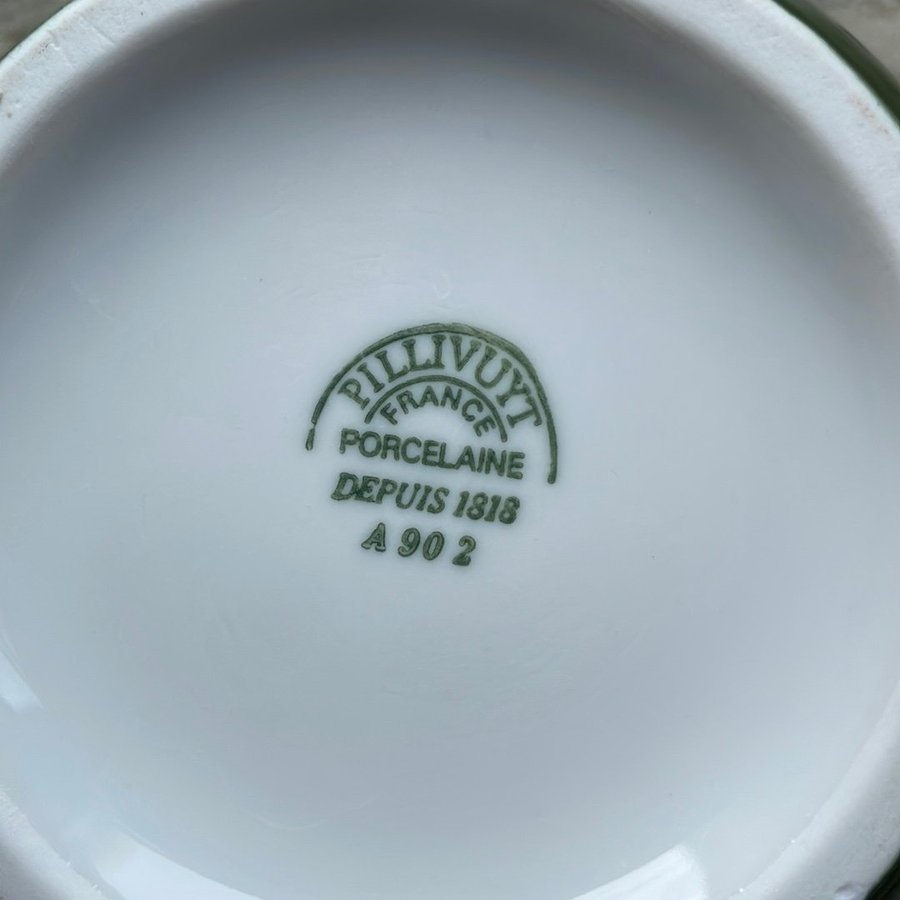 PILLIVUYT
FRANCE
PORCELAINE
DEPUIS 1818
A 90 2